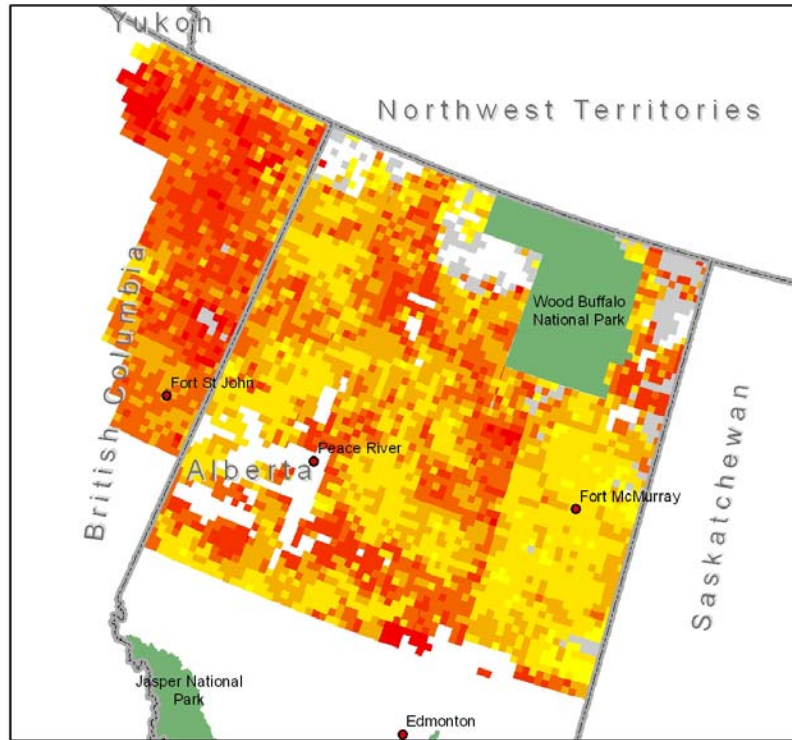 Yukon
Northwest Territories
Wood Buffalo
National Park
British Columbia
Fort St John
Peace River
Alberta
Fort McMurray
Saskatchewan
Jasper National
Park
Edmonton